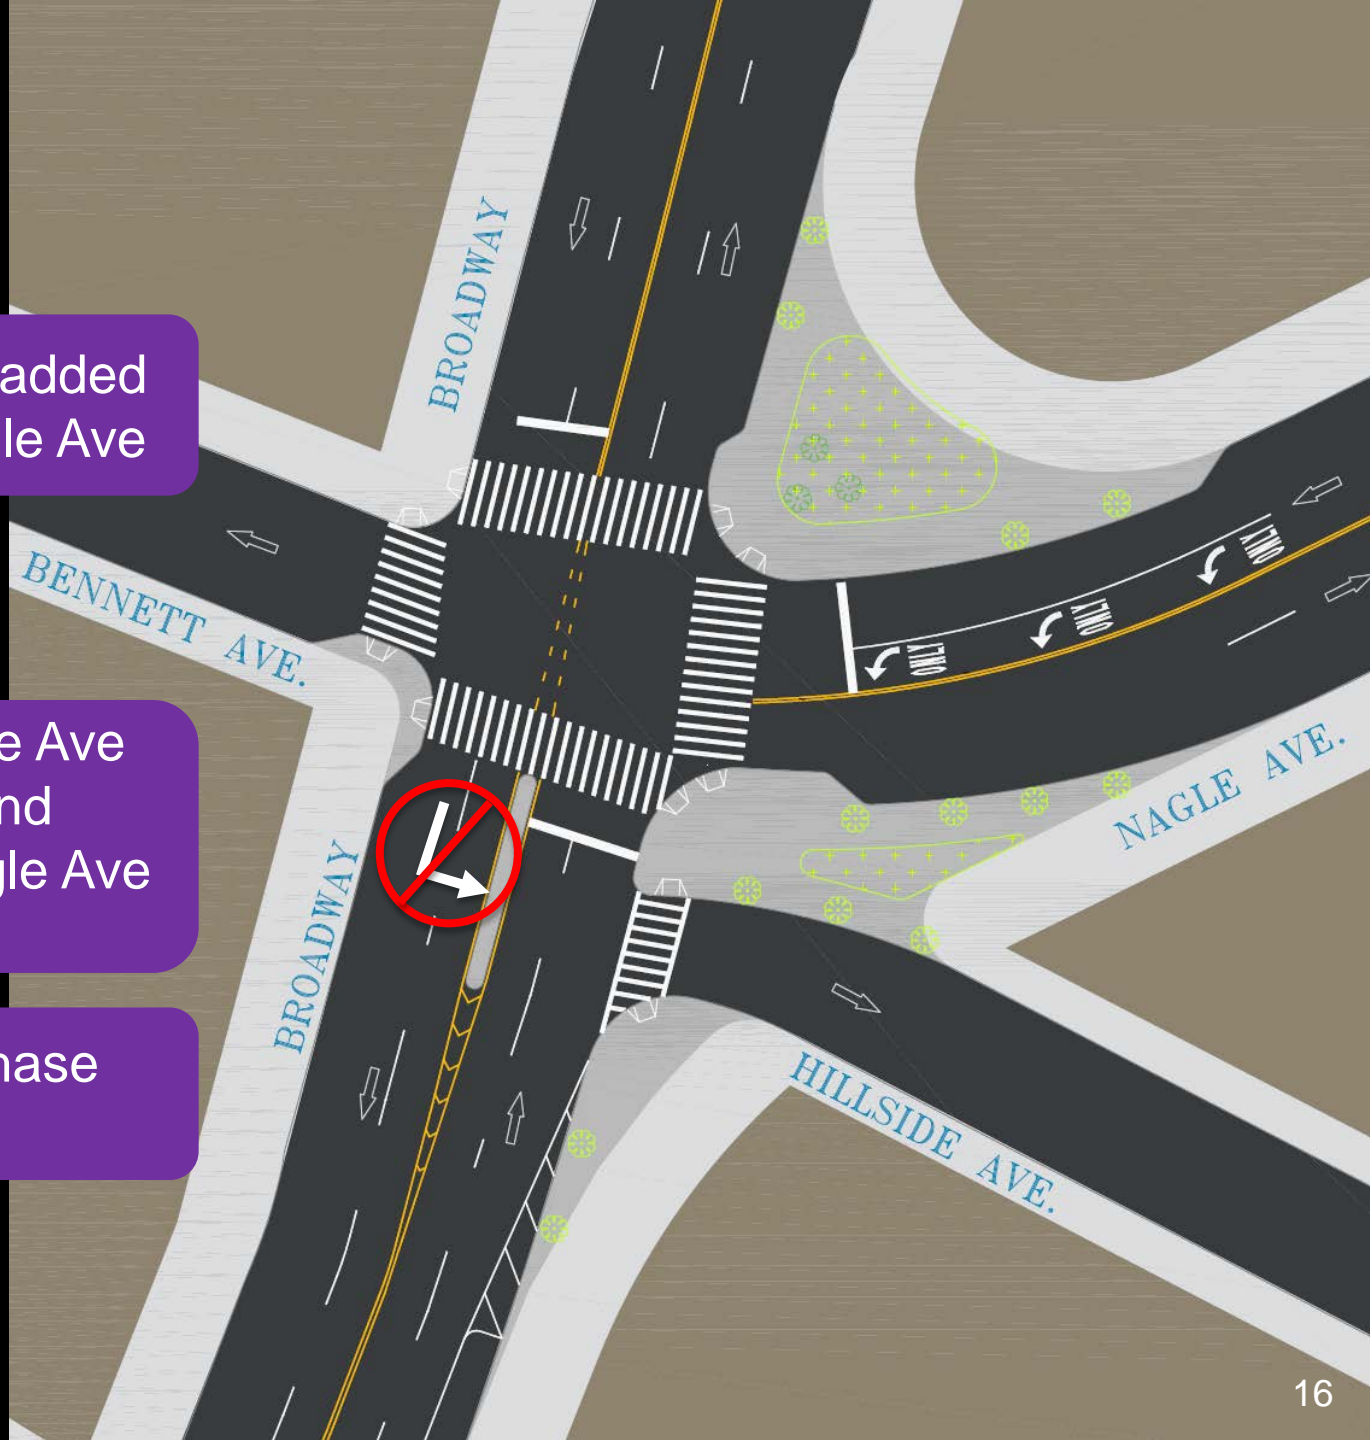 added
le Ave
e Ave
nd
gle Ave
hase
BROADWAY
BENNETT AVE.
BROADWAY
NAGLE AVE.
HILLSIDE AVE.
ONLY
ONLY
ONLY
16